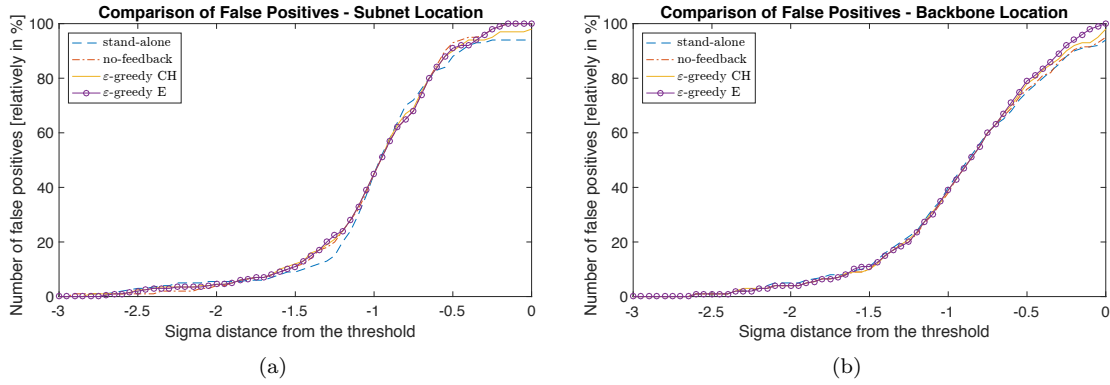 Comparison of False Positives - Subnet Location
Number of false positives [relatively in %]
100
80
60
40
20
0
stand-alone
no-feedback
ε-greedy CH
ε-greedy E
-3 -2.5 -2 -1.5 -1 -0.5 0
Sigma distance from the threshold
(a)
Comparison of False Positives - Backbone Location
Number of false positives [relatively in %]
100
80
60
40
20
0
stand-alone
no-feedback
ε-greedy CH
ε-greedy E
-3 -2.5 -2 -1.5 -1 -0.5 0
Sigma distance from the threshold
(b)